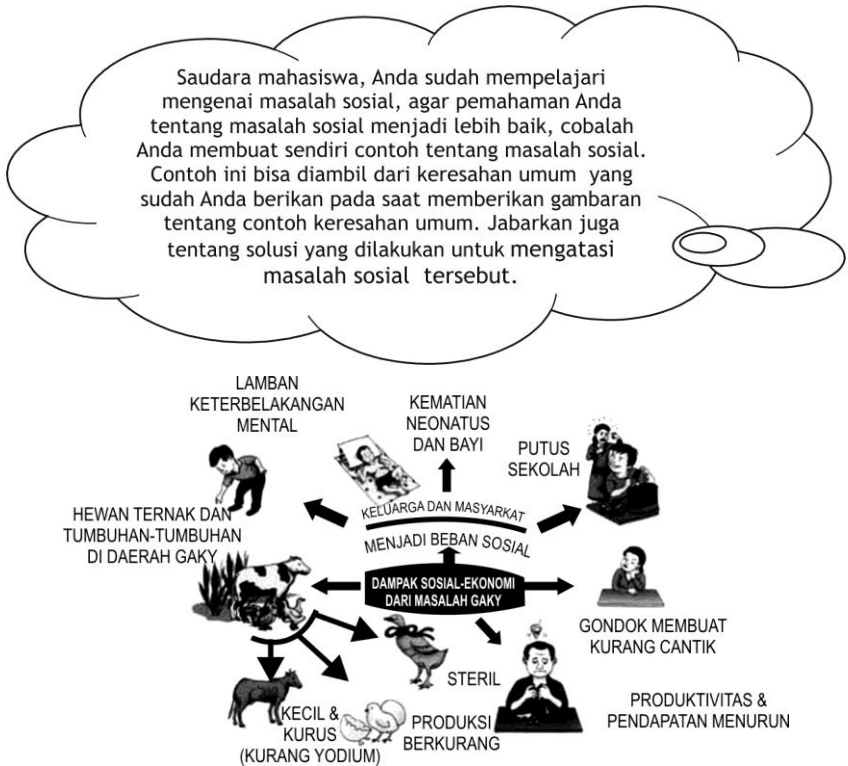 Saudara mahasiswa, Anda sudah mempelajari
mengenai masalah sosial, agar pemahaman Anda
tentang masalah sosial menjadi lebih baik, cobalah
Anda membuat sendiri contoh tentang masalah sosial.
Contoh ini bisa diambil dari keresahan umum yang
sudah Anda berikan pada saat memberikan gambaran
tentang contoh keresahan umum. Jabarkan juga
tentang solusi yang dilakukan untuk mengatasi
masalah sosial tersebut.
LAMBAN
KETERBELAKANGAN
MENTAL
KEMATIAN
NEONATUS
DAN BAYI
PUTUS
SEKOLAH
KELUARGA DAN MASYARKAT
MENJADI BEBAN SOSIAL
HEWAN TERNAK DAN
TUMBUHAN-TUMBUHAN
DI DAERAH GAKY
DAMPAK SOSIAL-EKONOMI
DARI MASALAH GAKY
GONDOK MEMBUAT
KURANG CANTIK
STERIL
KECIL &
KURUS
(KURANG YODIUM)
PRODUKSI
BERKURANG
PRODUKTIVITAS &
PENDAPATAN MENURUN